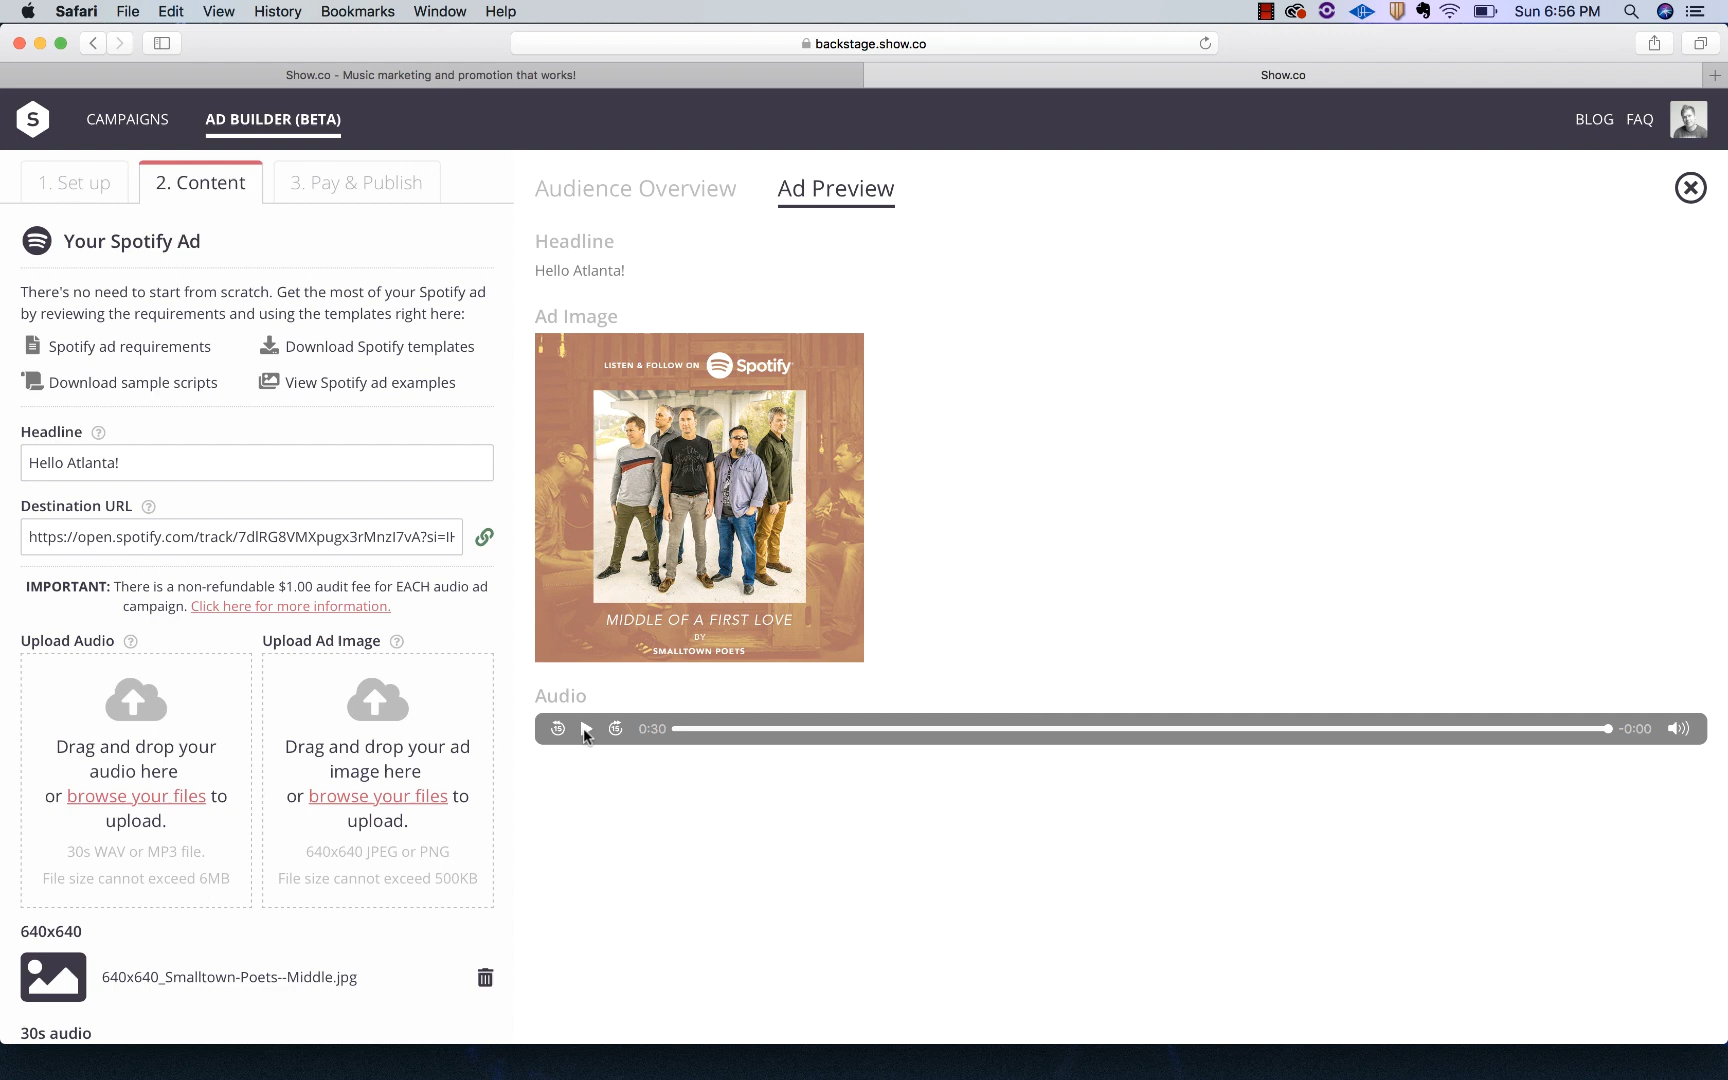 Safari File Edit View History Bookmarks Window Help Sun 6:56 PM
backstage.show.co
Show.co - Music marketing and promotion that works! Show.co
S CAMPAIGNS AD BUILDER (BETA) BLOG FAQ
1. Set up 2. Content 3. Pay & Publish
Audience Overview Ad Preview
Your Spotify Ad
There's no need to start from scratch. Get the most of your Spotify ad
by reviewing the requirements and using the templates right here:
Spotify ad requirements Download Spotify templates
Download sample scripts View Spotify ad examples
Headline
Hello Atlanta!
Destination URL
https://open.spotify.com/track/7dlRG8VMXpugx3rMnzI7vA?si=IH
IMPORTANT: There is a non-refundable $1.00 audit fee for EACH audio ad
campaign. Click here for more information.
Upload Audio Upload Ad Image
Drag and drop your
audio here
or browse your files to
upload.
30s WAV or MP3 file.
File size cannot exceed 6MB
Drag and drop your ad
image here
or browse your files to
upload.
640x640 JPEG or PNG
File size cannot exceed 500KB
640x640
640x640_Smalltown-Poets--Middle.jpg
30s audio
Headline
Hello Atlanta!
Ad Image
LISTEN & FOLLOW ON Spotify
MIDDLE OF A FIRST LOVE
BY
SMALLTOWN POETS
Audio
15 15 0:30 -0:00